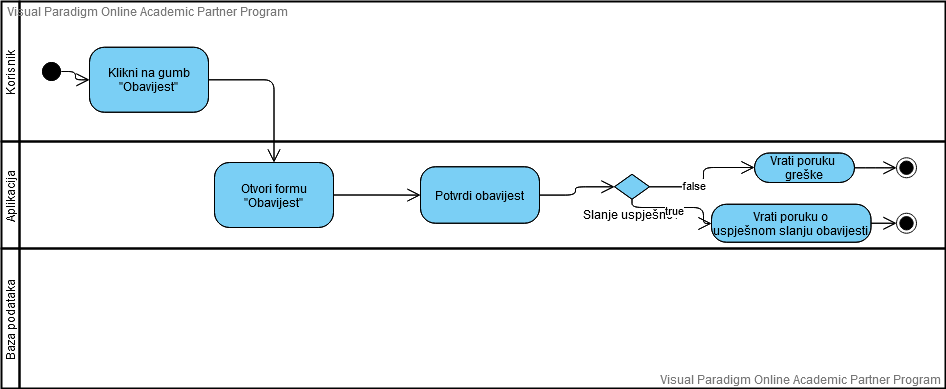 Visual Paradigm Online Academic Partner Program
Korisnik
Klikni na gumb
"Obavijest"
Aplikacija
Otvori formu
"Obavijest"
Potvrdi obavijest
Slanje uspješno?
false
true
Vrati poruku
greške
Vrati poruku o
uspješnom slanju obavijesti
Baza podataka
Visual Paradigm Online Academic Partner Program